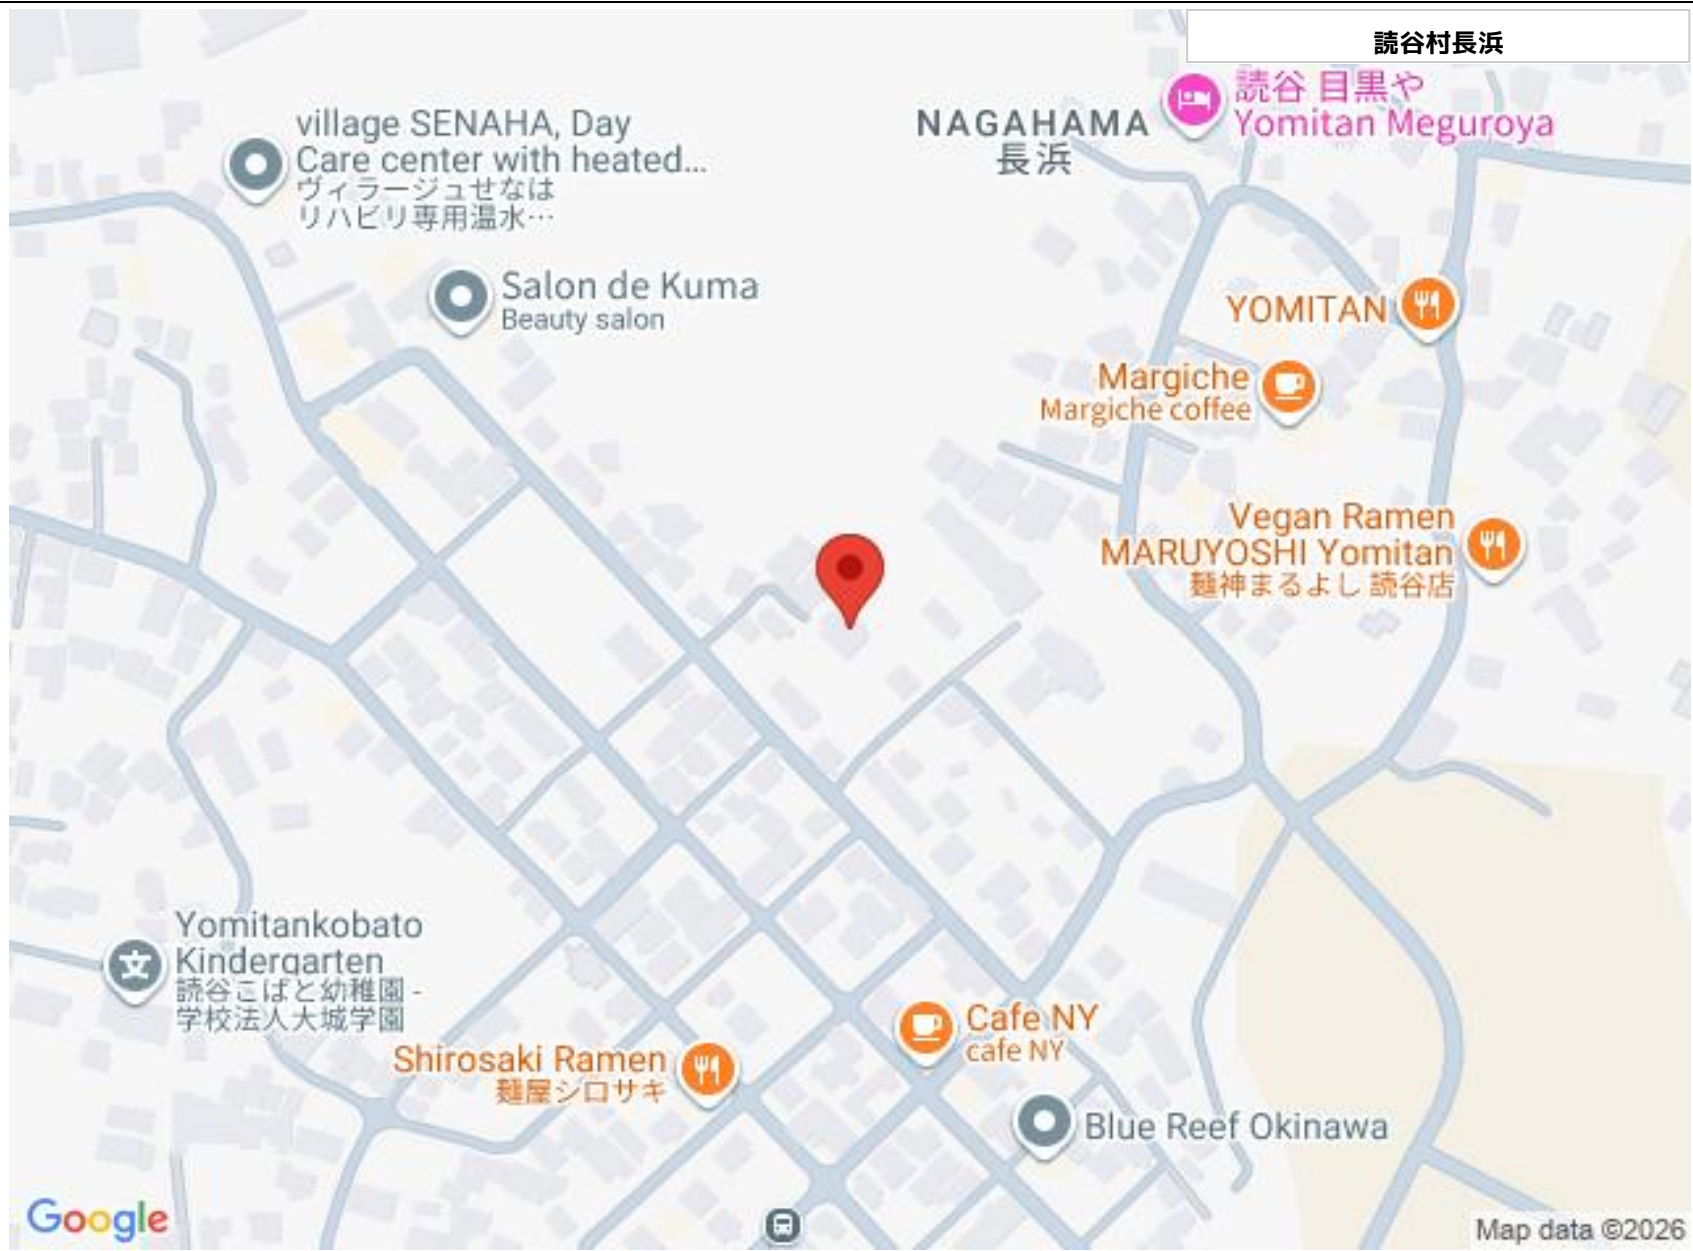 読谷村長浜
読谷 目黒や
Yomitan Meguroya
NAGAHAMA
長浜
village SENAHA, Day
Care center with heated...
ヴィラージュせなは
リハビリ専用温水…
Salon de Kuma
Beauty salon
YOMITAN
Margiche
Margiche coffee
Vegan Ramen
MARUYOSHI Yomitan
麺神まるよし 読谷店
Yomitankobato
Kindergarten
読谷こばと幼稚園 -
学校法人大城学園
文
Cafe NY
cafe NY
Shirosaki Ramen
麺屋シロサキ
Blue Reef Okinawa
Google
Map data ©2026